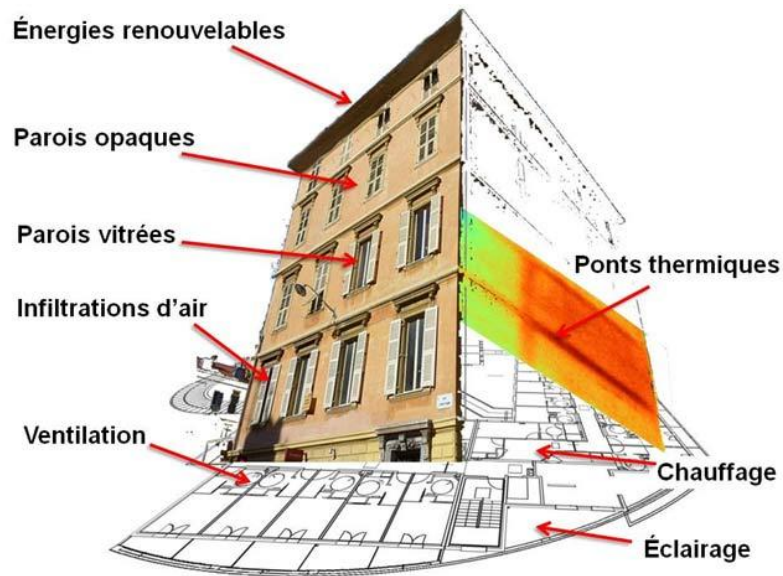 Énergies renouvelables
Parois opaques
Parois vitrées
Ponts thermiques
Infiltrations d'air
Ventilation
Chauffage
Éclairage